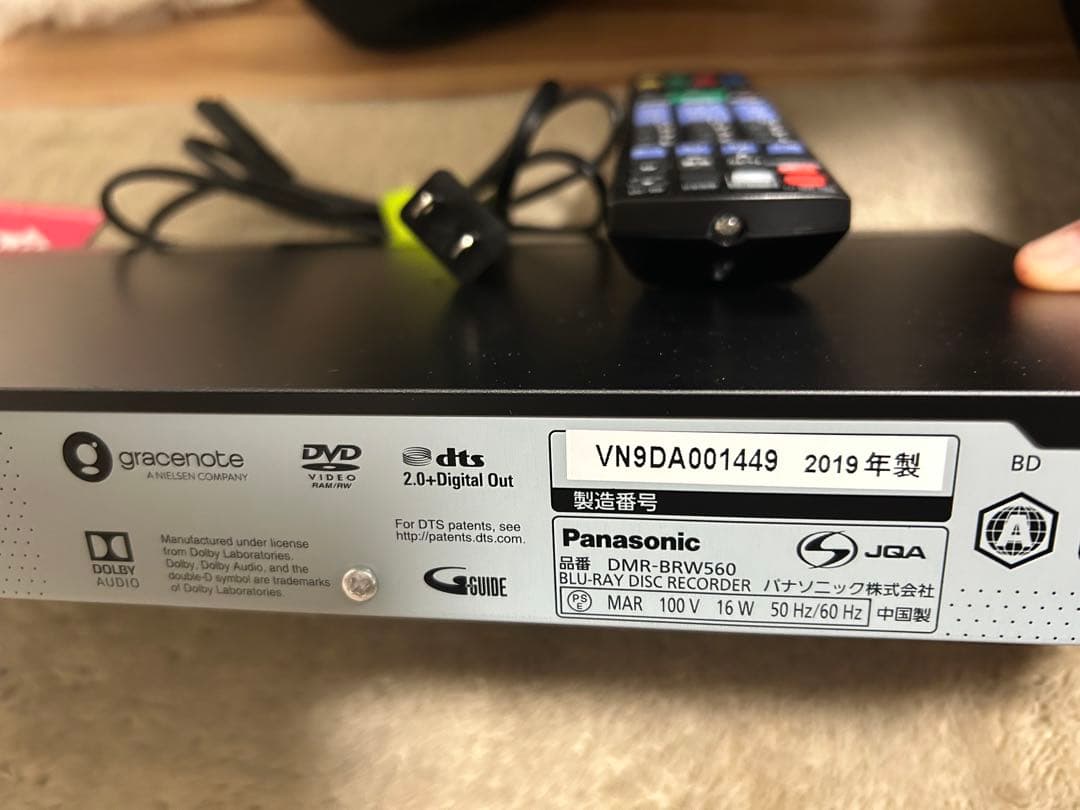 gracenote
A NIELSEN COMPANY
DVD
VIDEO
RAM/RW
dts
2.0+Digital Out
For DTS patents, see
http://patents.dts.com.
DOLBY
AUDIO
Manufactured under license
from Dolby Laboratories.
Dolby, Dolby Audio, and the
double-D symbol are trademarks
of Dolby Laboratories.
G-GUIDE
VN9DA001449 2019年製
製造番号
Panasonic
JQA
品番 DMR-BRW560
BLU-RAY DISC RECORDER パナソニック株式会社
PS E MAR 100 V 16 W 50 Hz/60 Hz 中国製
BD
A